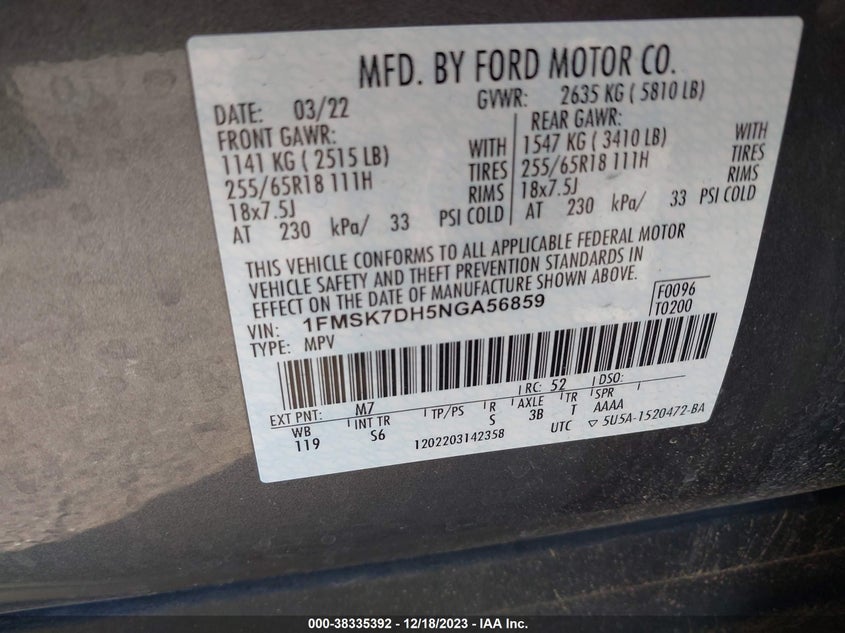 MFD. BY FORD MOTOR CO.
DATE: 03/22 GVWR: 2635 KG ( 5810 LB)
FRONT GAWR: REAR GAWR:
1141 KG ( 2515 LB) WITH 1547 KG ( 3410 LB) WITH
255/65R18 111H TIRES 255/65R18 111H TIRES
18x7.5J RIMS 18x7.5J RIMS
AT 230 kPa/ 33 PSI COLD AT 230 kPa/ 33 PSI COLD
THIS VEHICLE CONFORMS TO ALL APPLICABLE FEDERAL MOTOR
VEHICLE SAFETY AND THEFT PREVENTION STANDARDS IN
EFFECT ON THE DATE OF MANUFACTURE SHOWN ABOVE.
VIN: 1FMSK7DH5NGA56859 F0096
TYPE: MPV T0200
EXT PNT: M7 RC: 52 DSO:
WB INT TR TP/PS R AXLE TR SPR
119 S6 S 3B T AAAA
1202203142358 UTC ▽ 5U5A-1520472-BA
000-38335392 - 12/18/2023 - IAA Inc.